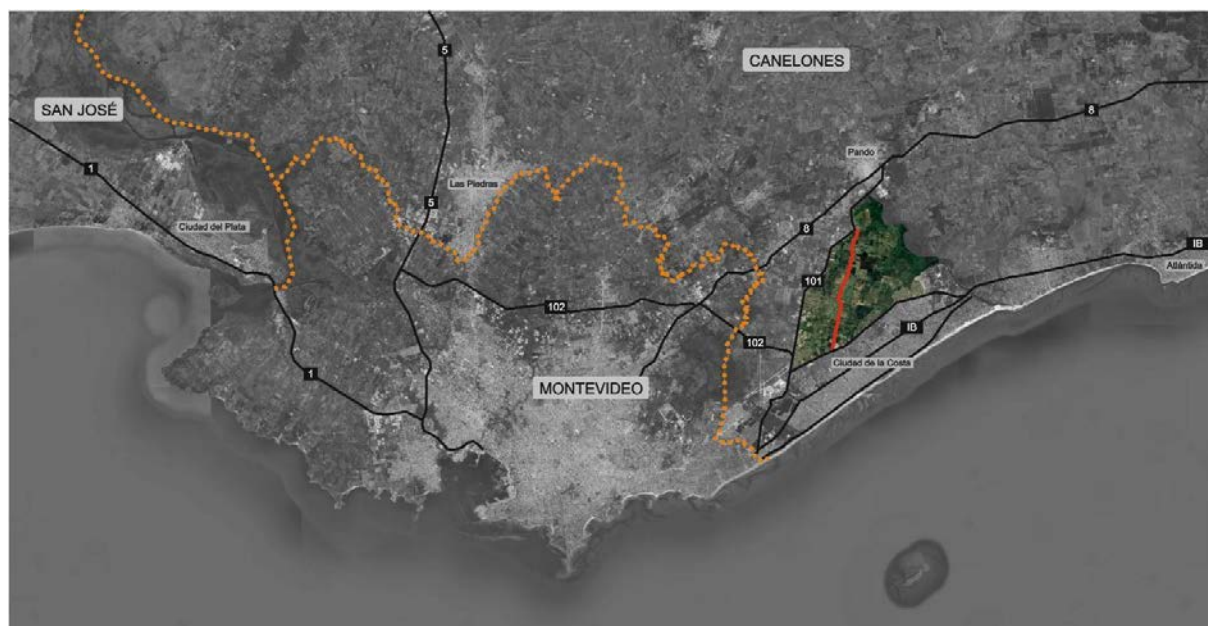 5
CANELONES
SAN JOSÉ
8
Pando
1
5
Las Piedras
Ciudad del Plata
8
IB
Atlántida
101
102
IB
102
Ciudad de la Costa
1
MONTEVIDEO